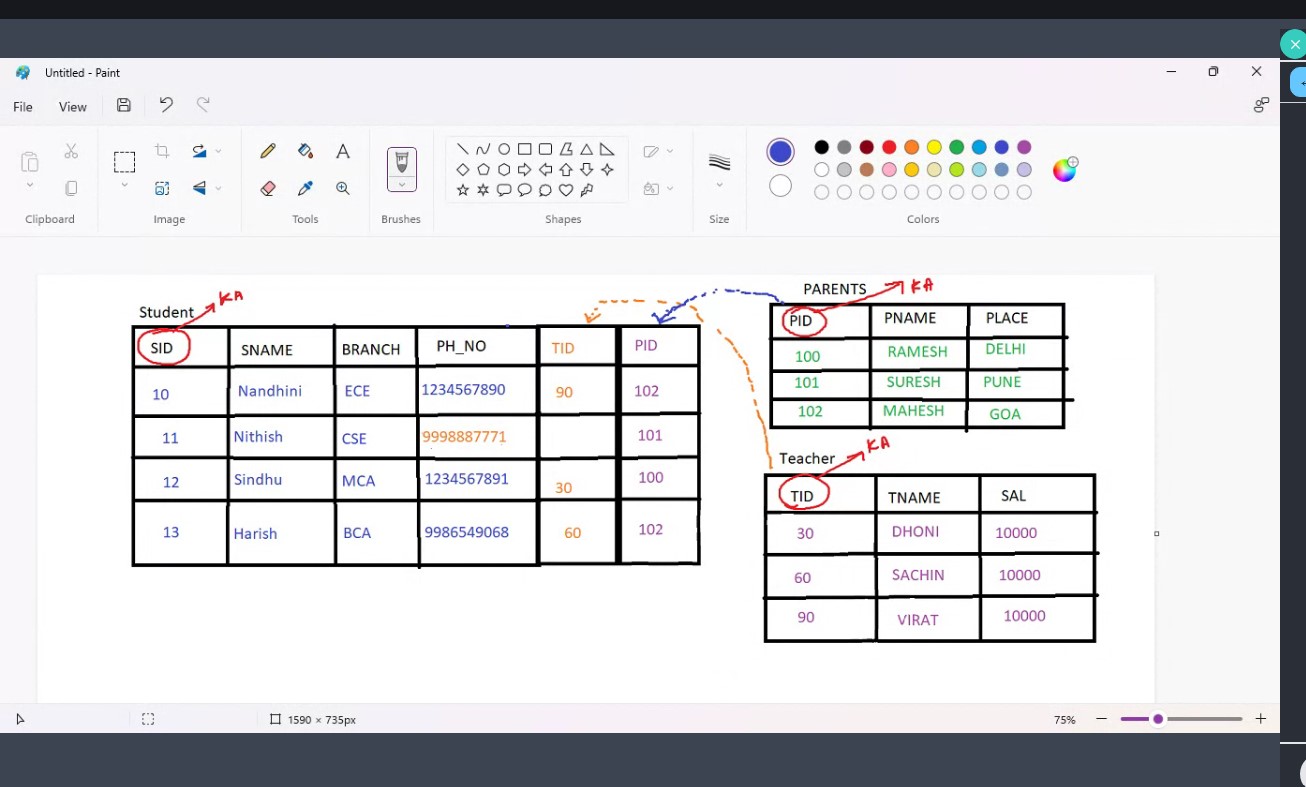 Untitled - Paint
File View
Clipboard Image Tools Brushes Shapes Size Colors
PARENTS KA
Student KA
PID PNAME PLACE
100 RAMESH DELHI
101 SURESH PUNE
102 MAHESH GOA
SID SNAME BRANCH PH_NO TID PID
10 Nandhini ECE 1234567890 90 102
11 Nithish CSE 9998887771 101
12 Sindhu MCA 1234567891 30 100
13 Harish BCA 9986549068 60 102
Teacher KA
TID TNAME SAL
30 DHONI 10000
60 SACHIN 10000
90 VIRAT 10000
1590 × 735px 75%